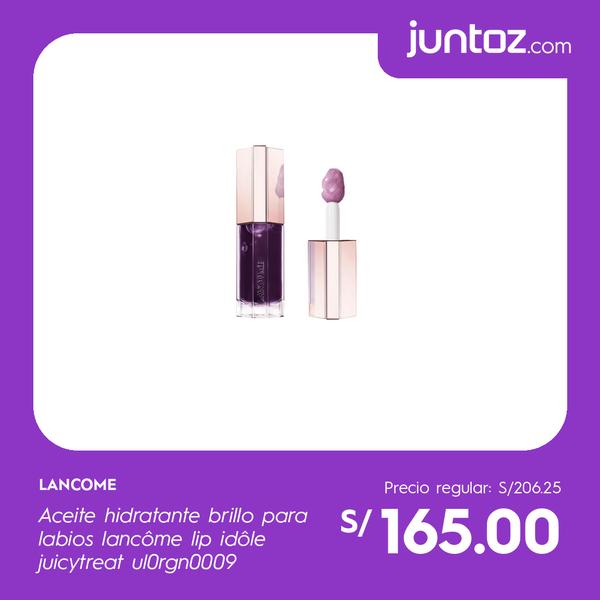 juntoz.com
LANCÔME
LANCOME
Aceite hidratante brillo para
labios lancôme lip idôle
juicytreat ul0rgn0009
Precio regular: S/206.25
S/165.00